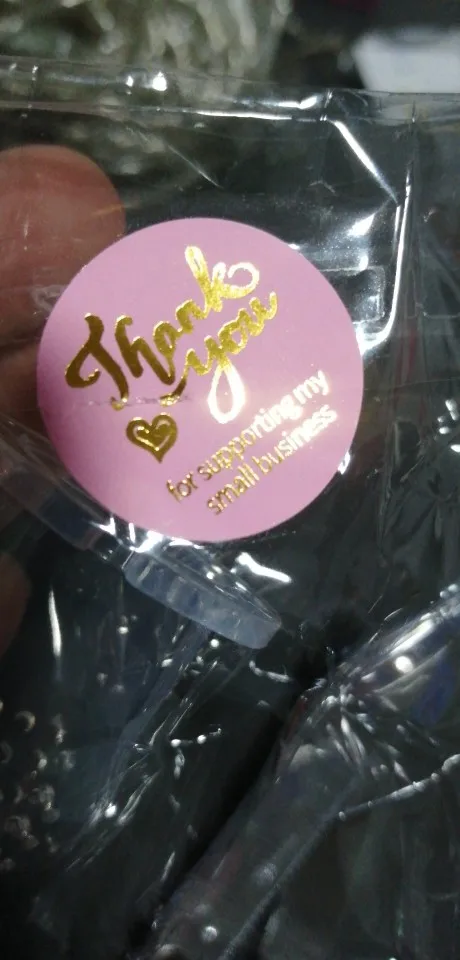 Thank
you
for supporting my
small business